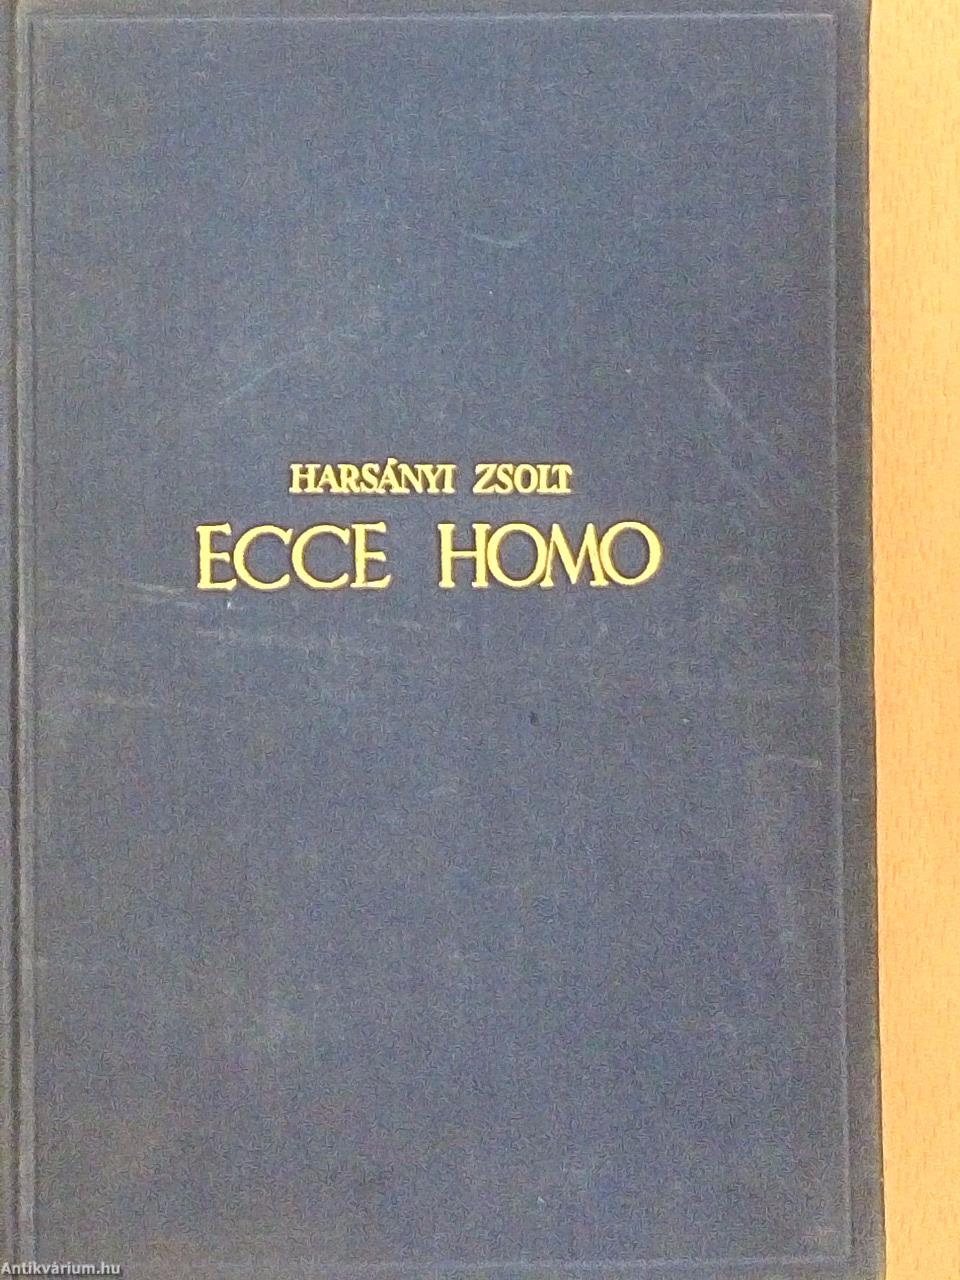 HARSÁNYI ZSOLT
ECCE HOMO
Antikvárium.hu